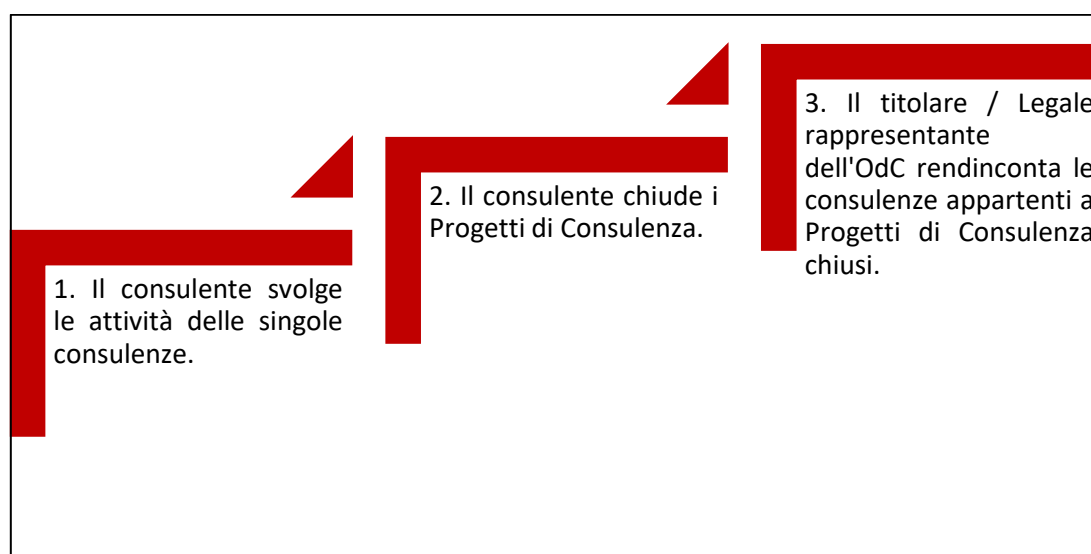 1. Il consulente svolge
le attività delle singole
consulenze.
2. Il consulente chiude i
Progetti di Consulenza.
3. Il titolare / Legale
rappresentante
dell'OdC rendinconta le
consulenze appartenti a
Progetti di Consulenza
chiusi.